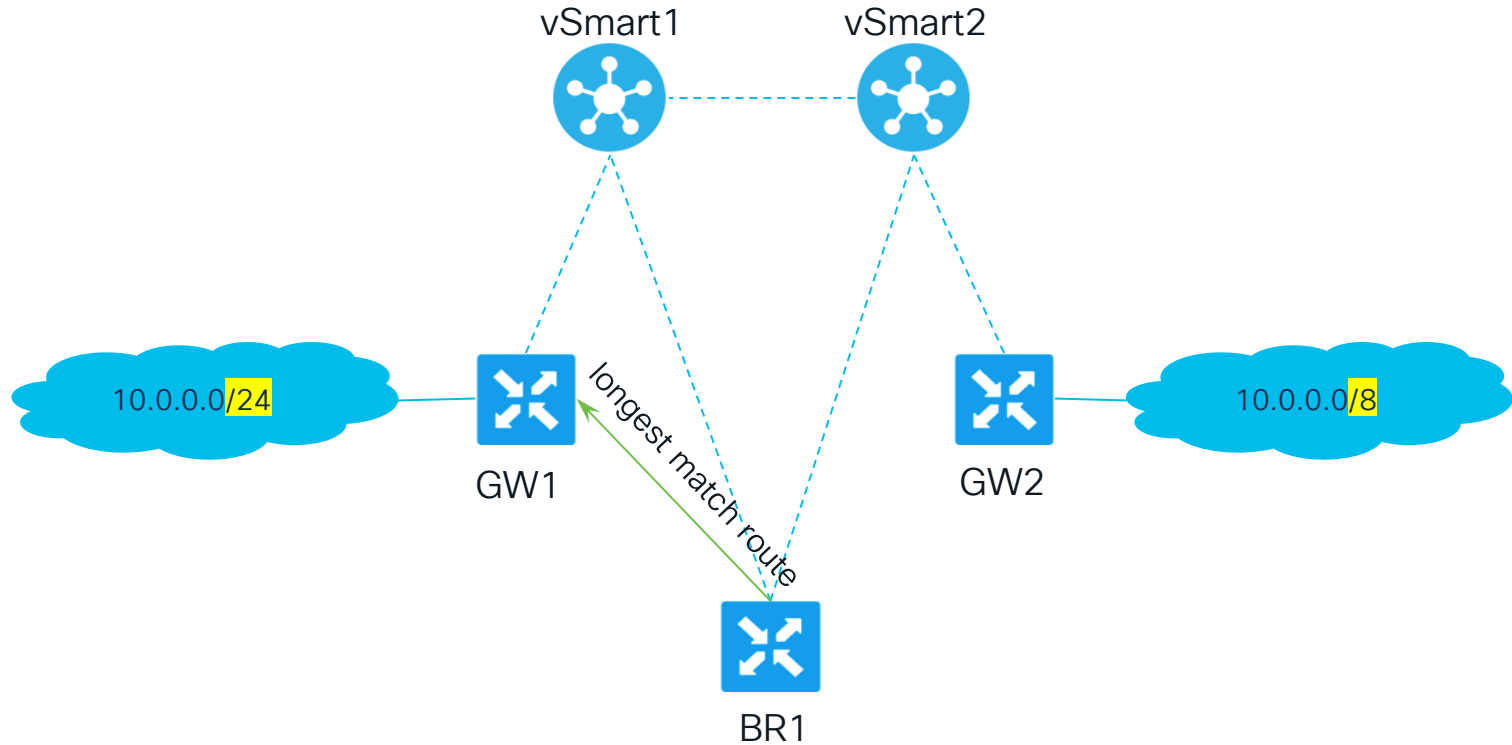 vSmart1
vSmart2
10.0.0.0/24
longest match route
10.0.0.0/8
GW1
GW2
BR1